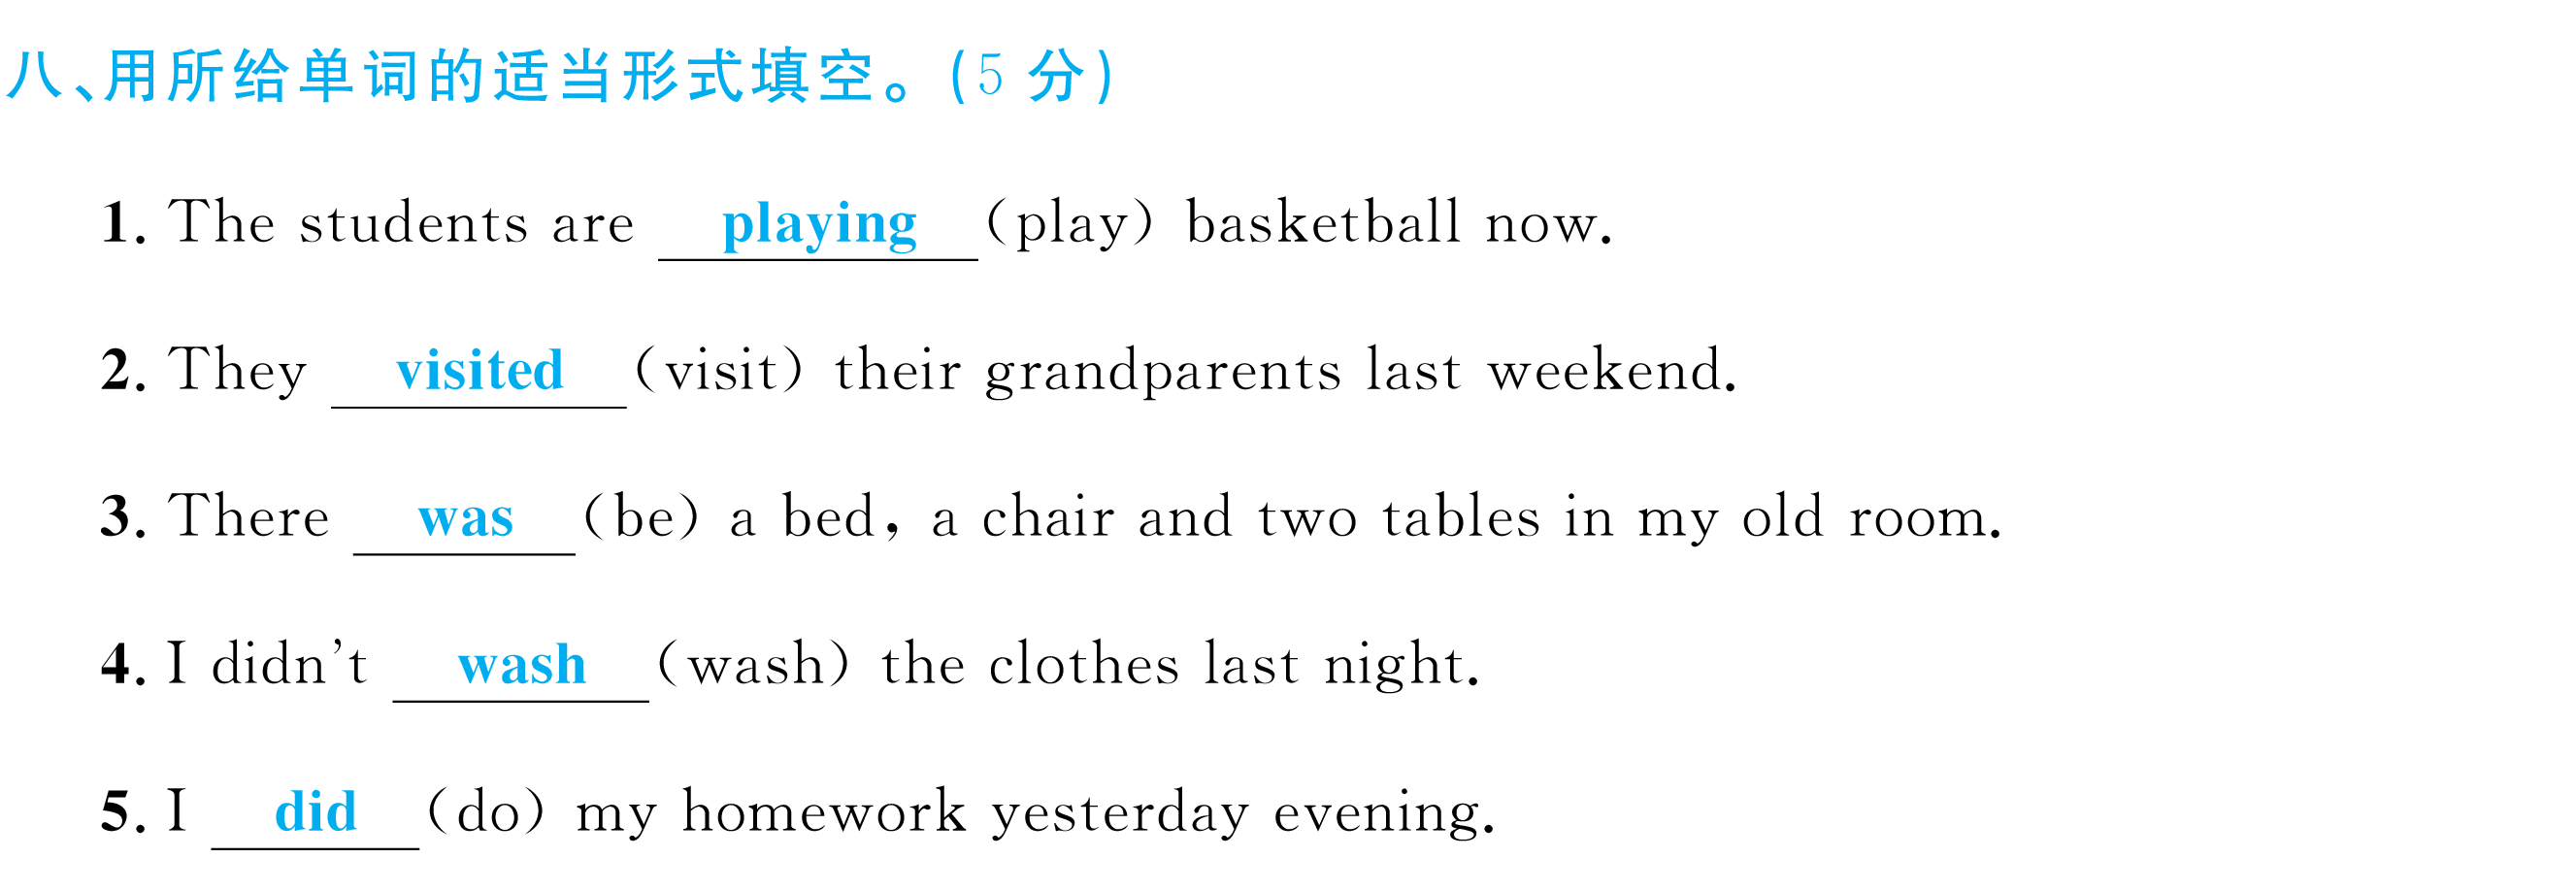 八、用所给单词的适当形式填空。(5 分)
1. The students are playing (play) basketball now.
2. They visited (visit) their grandparents last weekend.
3. There was (be) a bed, a chair and two tables in my old room.
4. I didn’t wash (wash) the clothes last night.
5. I did (do) my homework yesterday evening.